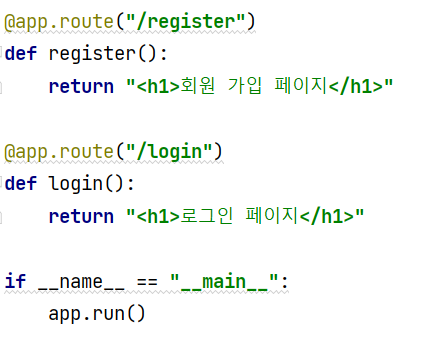 @app.route("/register")
def register():
    return "<h1>회원 가입 페이지</h1>"
@app.route("/login")
def login():
    return "<h1>로그인 페이지</h1>"
if __name__ == "__main__":
    app.run()